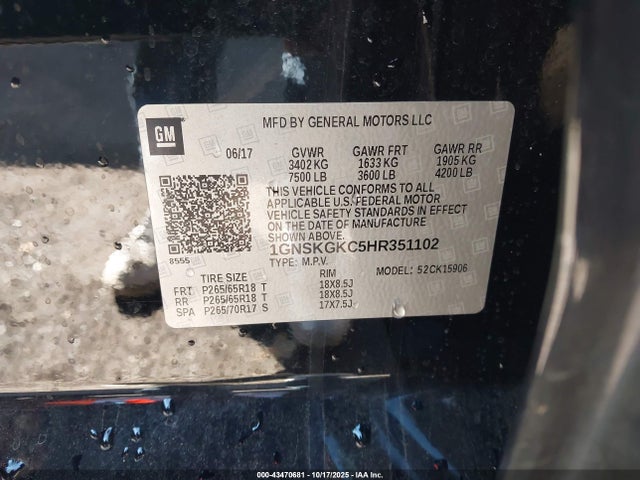 GM
MFD BY GENERAL MOTORS LLC
06/17 GVWR GAWR FRT GAWR RR
3402 KG 1633 KG 1905 KG
7500 LB 3600 LB 4200 LB
THIS VEHICLE CONFORMS TO ALL
APPLICABLE U.S. FEDERAL MOTOR
VEHICLE SAFETY STANDARDS IN EFFECT
ON THE DATE OF MANUFACTURE
SHOWN ABOVE.
1GNSKGKC5HR351102
8555
TYPE: M.P.V. MODEL: 52CK15906
TIRE SIZE RIM
FRT P265/65R18 T 18X8.5J
RR P265/65R18 T 18X8.5J
SPA P265/70R17 S 17X7.5J
000-43470681 - 10/17/2025 - IAA Inc.